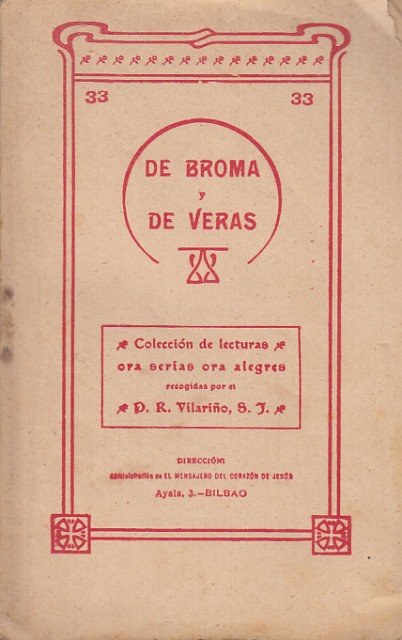 33 33
DE BROMA
y
DE VERAS
Colección de lecturas
ora serias ora alegres
recogidas por el
P. R. Vilariño, S. J.
DIRECCIÓN:
Administración de EL MENSAJERO DEL CORAZÓN DE JESÚS
Ayala, 3.—BILBAO